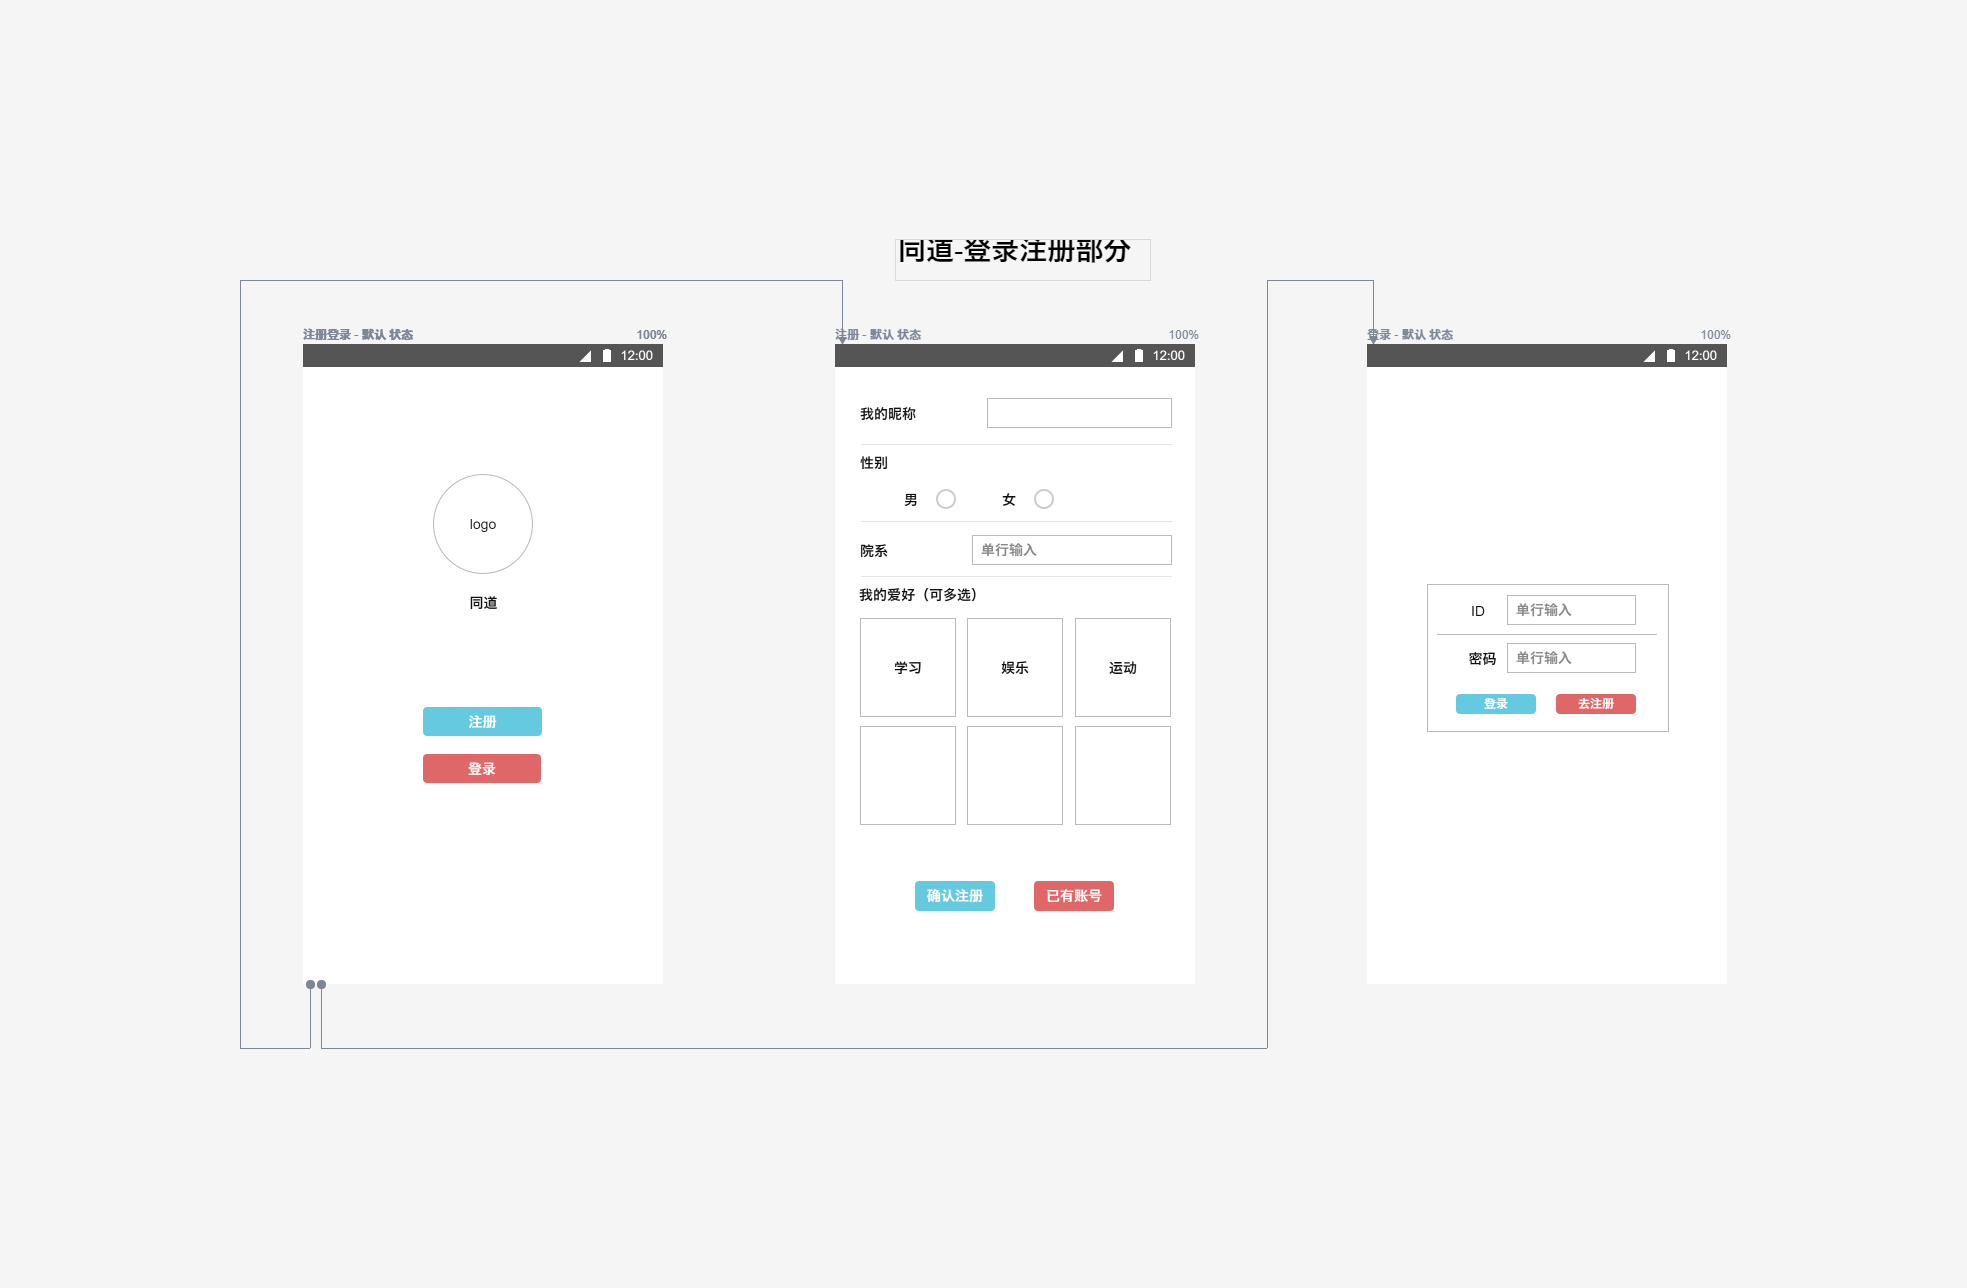 同道-登录注册部分
注册登录 - 默认 状态
100%
12:00
logo
同道
注册
登录
注册 - 默认 状态
100%
12:00
我的昵称
性别
男
女
院系
单行输入
我的爱好（可多选）
学习
娱乐
运动
确认注册
已有账号
登录 - 默认 状态
100%
12:00
ID
单行输入
密码
单行输入
登录
去注册